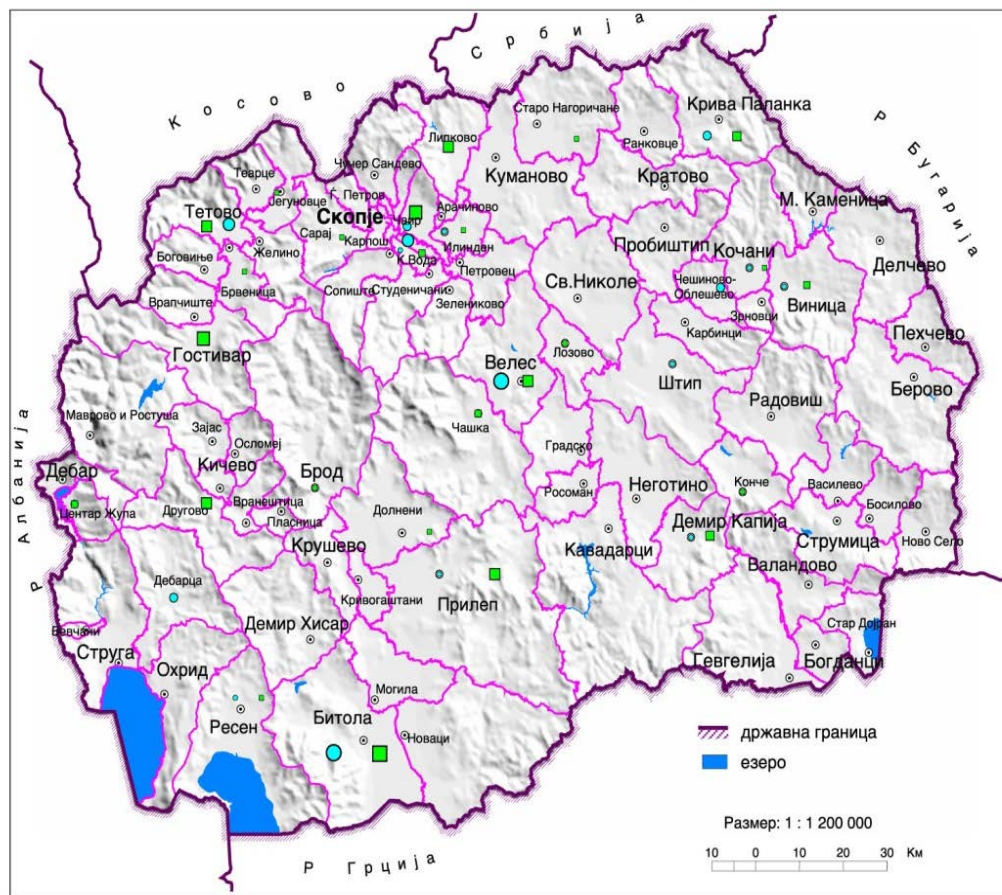 С р б и ј а
К о с о в о
Р Б у г а р и ј а
Р А л б а н и ј а
Р Г р ц и ј а
Старо Нагоричане
Крива Паланка
Липково
Ранковце
Чучер Сандево
Куманово
Кратово
Теарце
Јегуновце
Ѓ. Петров
Арачиново
М. Каменица
Тетово
Скопје
Чаир
Сарај
Карпош
Илинден
Пробиштип
Кочани
Делчево
Желино
К.Вода
Петровец
Боговиње
Св.Николе
Чешиново-
Облешево
Брвеница
Сопиште
Студеничани
Зелениково
Виница
Врапчиште
Зрновци
Карбинци
Пехчево
Гостивар
Лозово
Велес
Штип
Берово
Радовиш
Маврово и Ростуша
Чашка
Зајас
Осломеј
Градско
Дебар
Кичево
Брод
Росоман
Неготино
Конче
Василево
Босилово
Центар Жупа
Другово
Вранештица
Пласница
Долнени
Демир Капија
Струмица
Ново Село
Крушево
Кавадарци
Валандово
Дебарца
Кривогаштани
Прилеп
Демир Хисар
Стар Дојран
Вевчани
Струга
Богданци
Охрид
Гевгелија
Могила
Ресен
Битола
Новаци
државна граница
езеро
Размер: 1 : 1 200 000
10 0 10 20 30 Км